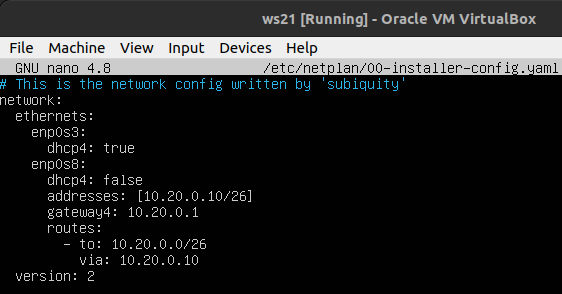 ws21 [Running] - Oracle VM VirtualBox
File Machine View Input Devices Help
GNU nano 4.8 /etc/netplan/00-installer-config.yaml
# This is the network config written by 'subiquity'
network:
  ethernets:
    enp0s3:
      dhcp4: true
    enp0s8:
      dhcp4: false
      addresses: [10.20.0.10/26]
      gateway4: 10.20.0.1
      routes:
        - to: 10.20.0.0/26
          via: 10.20.0.10
  version: 2